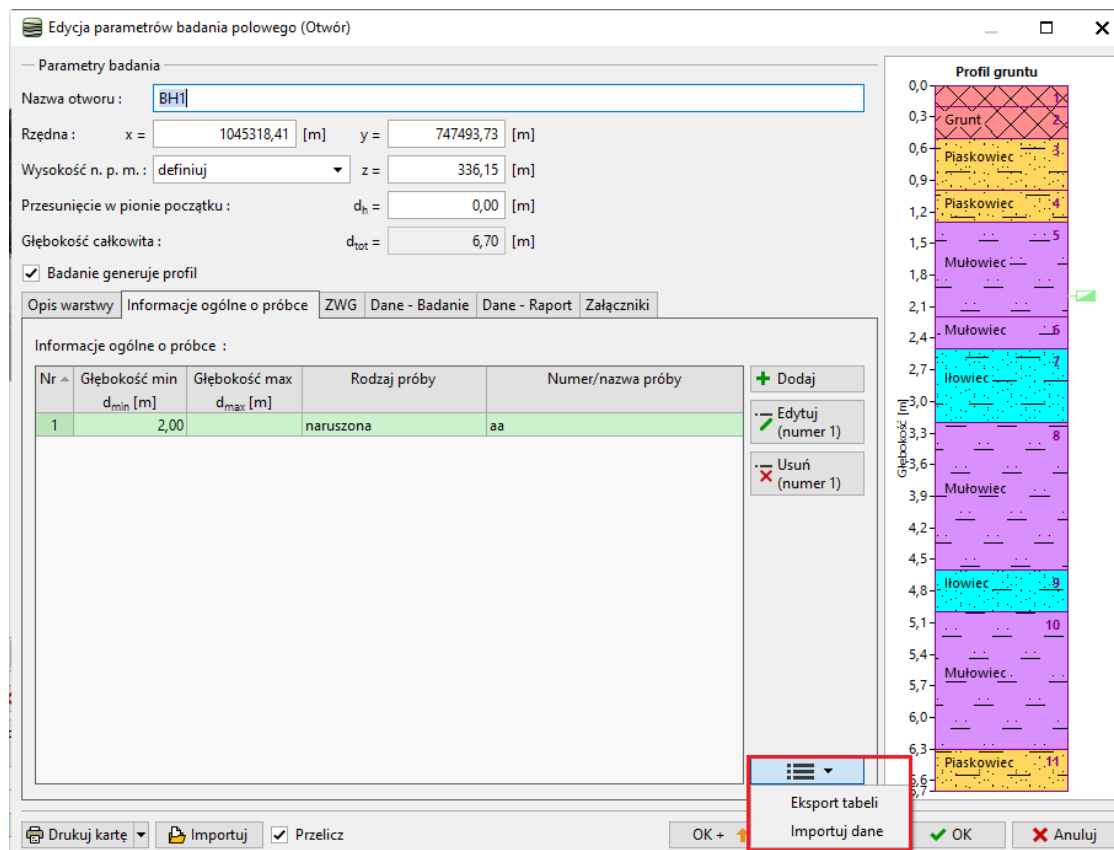 Edycja parametrów badania polowego (Otwór)
Parametry badania
Nazwa otworu : BH1
Rzędna : x = 1045318,41 [m] y = 747493,73 [m]
Wysokość n. p. m. : definiuj z = 336,15 [m]
Przesunięcie w pionie początku : dh = 0,00 [m]
Głębokość całkowita : dtot = 6,70 [m]
Badanie generuje profil
Opis warstwy Informacje ogólne o próbce ZWG Dane - Badanie Dane - Raport Załączniki
Informacje ogólne o próbce :
Nr Głębokość min Głębokość max Rodzaj próby Numer/nazwa próby
dmin [m] dmax [m]
1 2,00 naruszona aa
+ Dodaj
Edytuj
(numer 1)
Usuń
(numer 1)
Eksport tabeli
Importuj dane
Drukuj kartę Importuj Przelicz OK + OK Anuluj
Profil gruntu
0,0
1
0,3 Grunt 2
0,6
Piaskowiec 3
0,9
Piaskowiec 4
1,2
1,5 5
Mułowiec
1,8
2,1
2,4 Mułowiec 6
7
2,7 Iłowiec
3,0
Głębokość [m]
3,3 8
3,6
3,9 Mułowiec
4,2
4,5
4,8 Iłowiec 9
5,1 10
5,4
Mułowiec
5,7
6,0
6,3
Piaskowiec 11
6,6
6,7